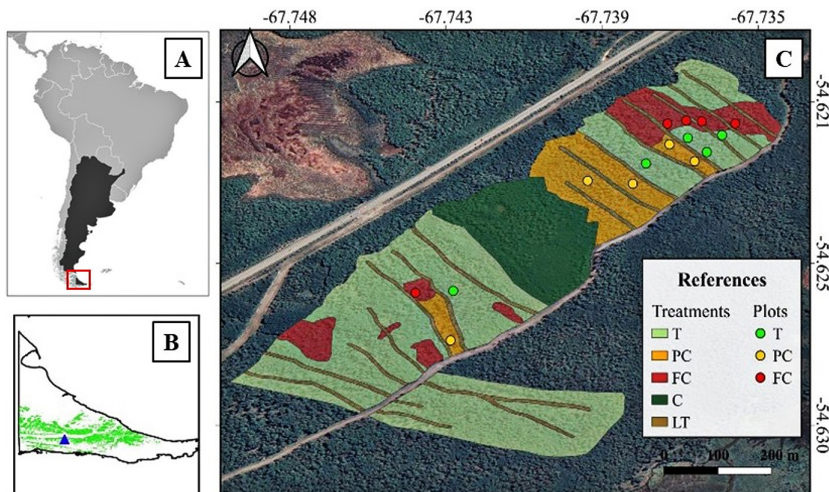 -67.748 -67.743 -67.739 -67.735
A
C
-54.621
-54.625
-54.630
B
References
Treatments Plots
T T
PC PC
FC FC
C
LT
0 100 200 m